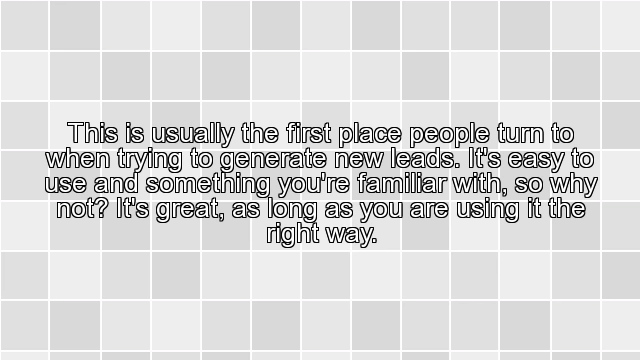 This is usually the first place people turn to
when trying to generate new leads. It's easy to
use and something you're familiar with, so why
not? It's great, as long as you are using it the
right way.